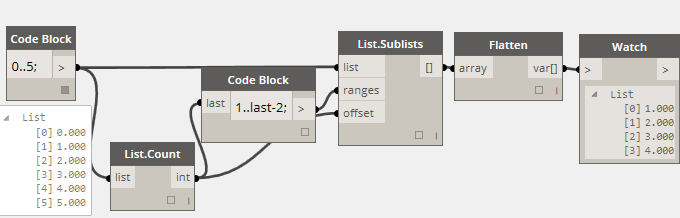 Code Block
0..5; >
List
[0] 0.000
[1] 1.000
[2] 2.000
[3] 3.000
[4] 4.000
[5] 5.000
List.Count
list int
Code Block
last 1..last-2; >
List.Sublists
list []
ranges
offset
Flatten
array var[]
Watch
> >
List
[0] 1.000
[1] 2.000
[2] 3.000
[3] 4.000